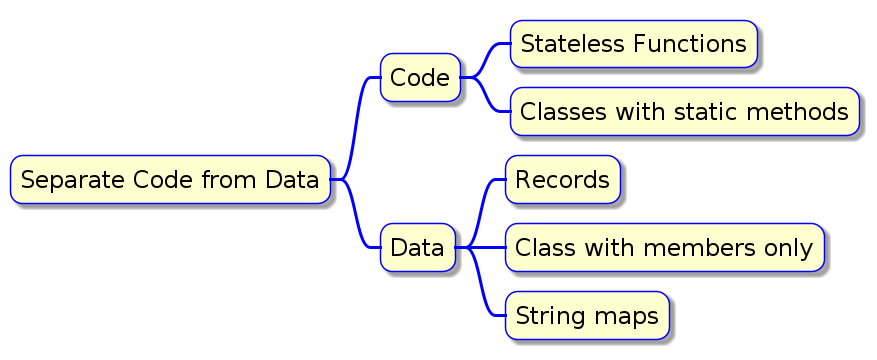 Separate Code from Data
Code
Stateless Functions
Classes with static methods
Data
Records
Class with members only
String maps